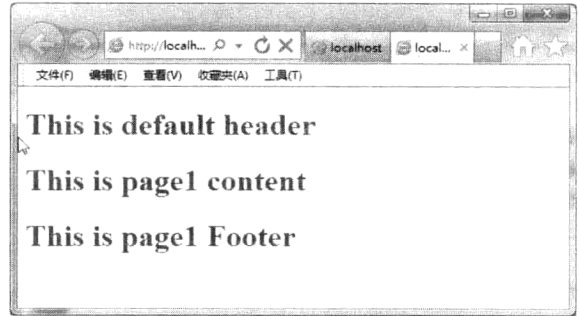 http://localh...
localhost
local...
文件(F) 编辑(E) 查看(V) 收藏夹(A) 工具(T)
This is default header
This is page1 content
This is page1 Footer